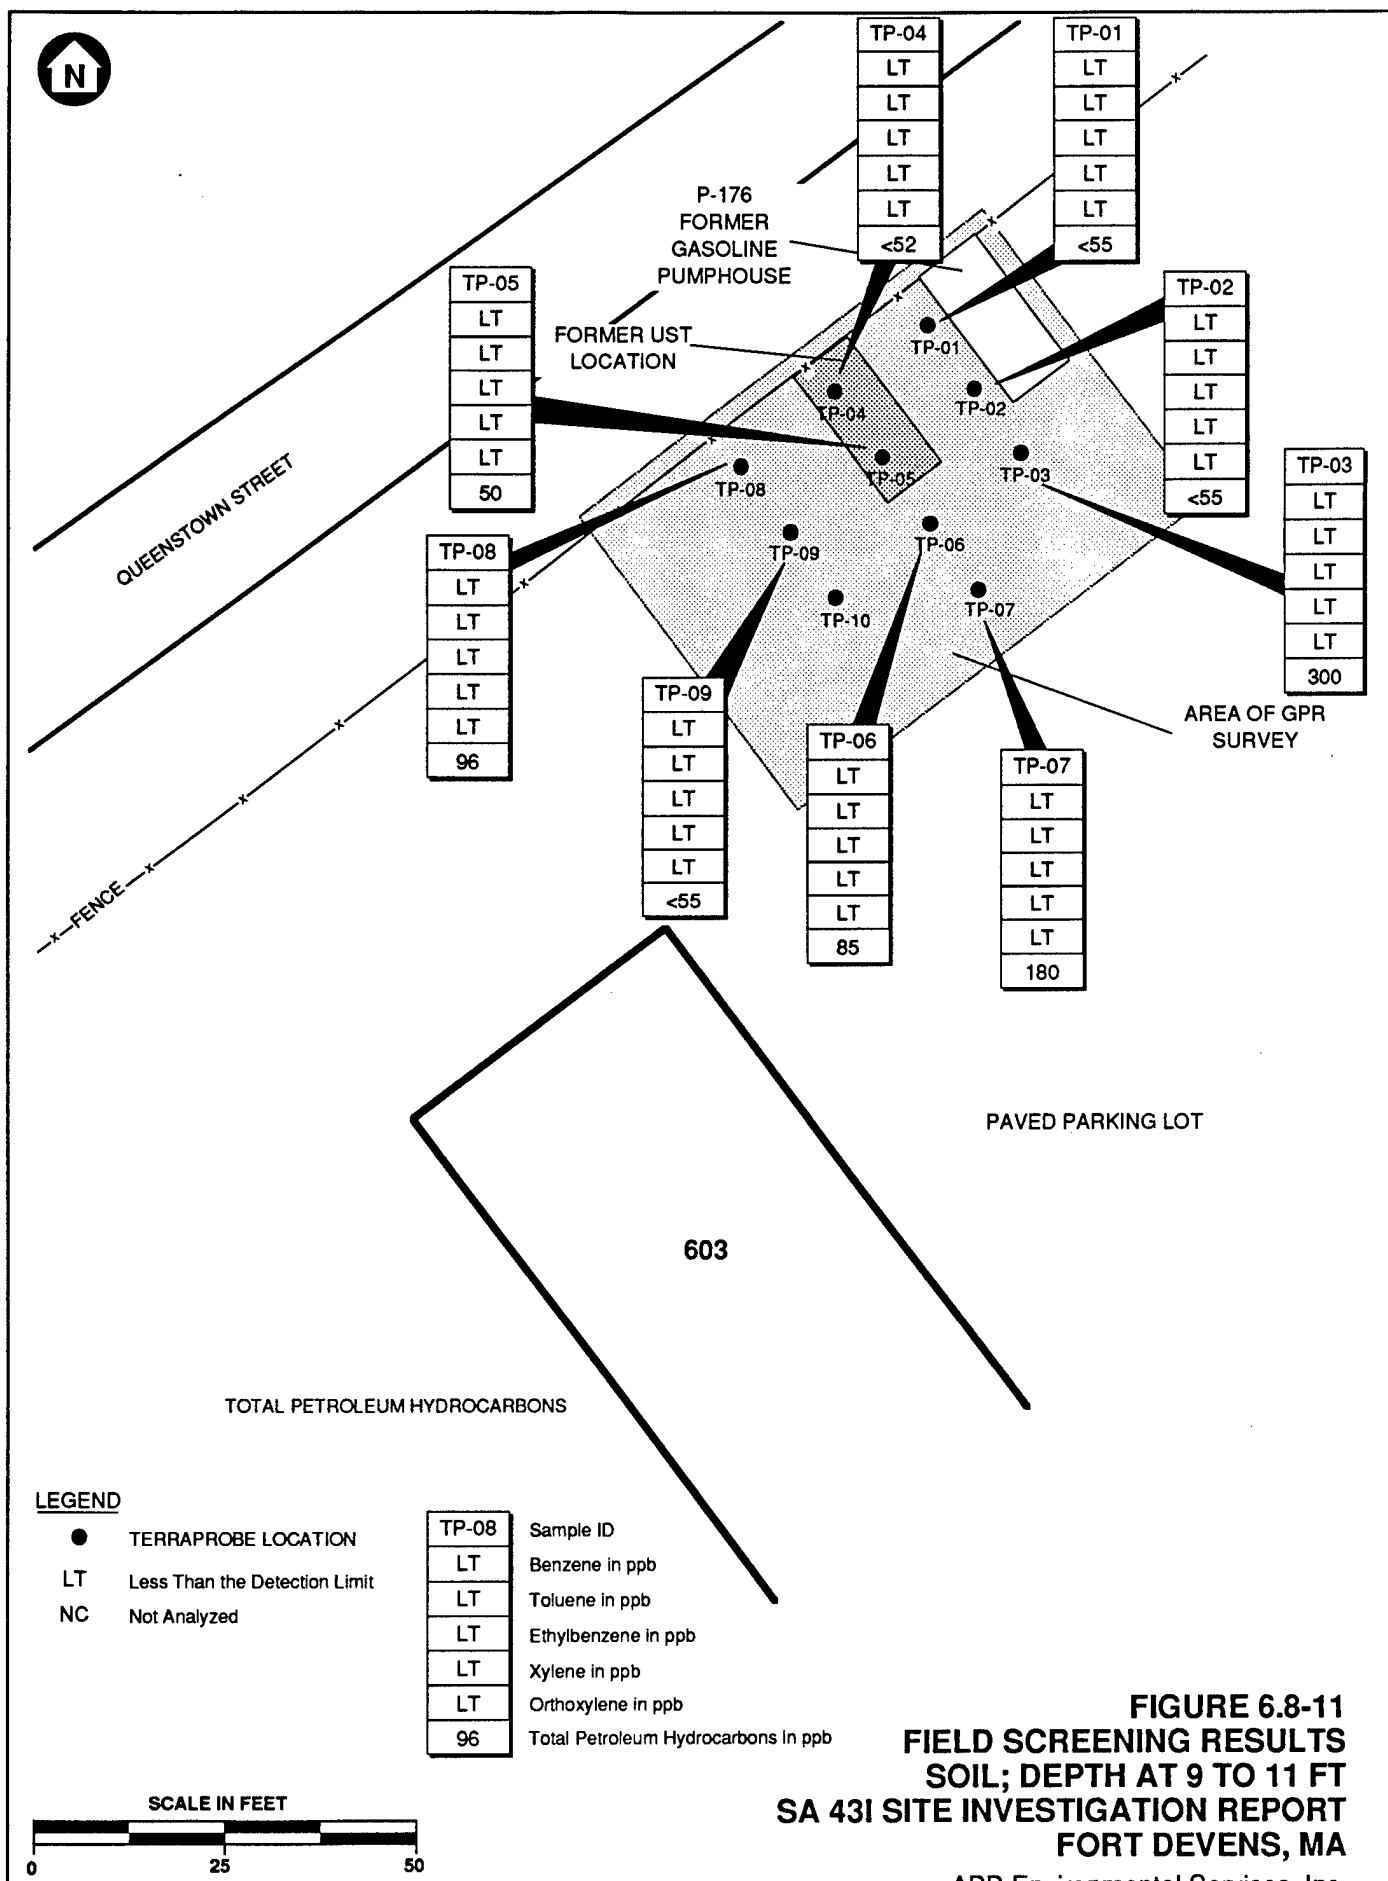 N
TP-04
LT
LT
LT
LT
LT
<52
TP-01
LT
LT
LT
LT
LT
<55
P-176
FORMER
GASOLINE
PUMPHOUSE
TP-05
LT
LT
LT
LT
LT
50
FORMER UST
LOCATION
TP-02
LT
LT
LT
LT
LT
<55
TP-01
TP-04
TP-02
TP-05
TP-03
TP-08
TP-09
TP-06
TP-10
TP-07
TP-03
LT
LT
LT
LT
LT
300
QUEENSTOWN STREET
TP-08
LT
LT
LT
LT
LT
96
TP-09
LT
LT
LT
LT
LT
<55
TP-06
LT
LT
LT
LT
LT
85
TP-07
LT
LT
LT
LT
LT
180
AREA OF GPR
SURVEY
x
x
x
x
x
x
x
x
x
x
FENCE
PAVED PARKING LOT
603
TOTAL PETROLEUM HYDROCARBONS
LEGEND
TERRAPROBE LOCATION
LT Less Than the Detection Limit
NC Not Analyzed
TP-08 Sample ID
LT Benzene in ppb
LT Toluene in ppb
LT Ethylbenzene in ppb
LT Xylene in ppb
LT Orthoxylene in ppb
96 Total Petroleum Hydrocarbons in ppb
SCALE IN FEET
0 25 50
FIGURE 6.8-11
FIELD SCREENING RESULTS
SOIL; DEPTH AT 9 TO 11 FT
SA 43I SITE INVESTIGATION REPORT
FORT DEVENS, MA
Environmental Services, Inc.